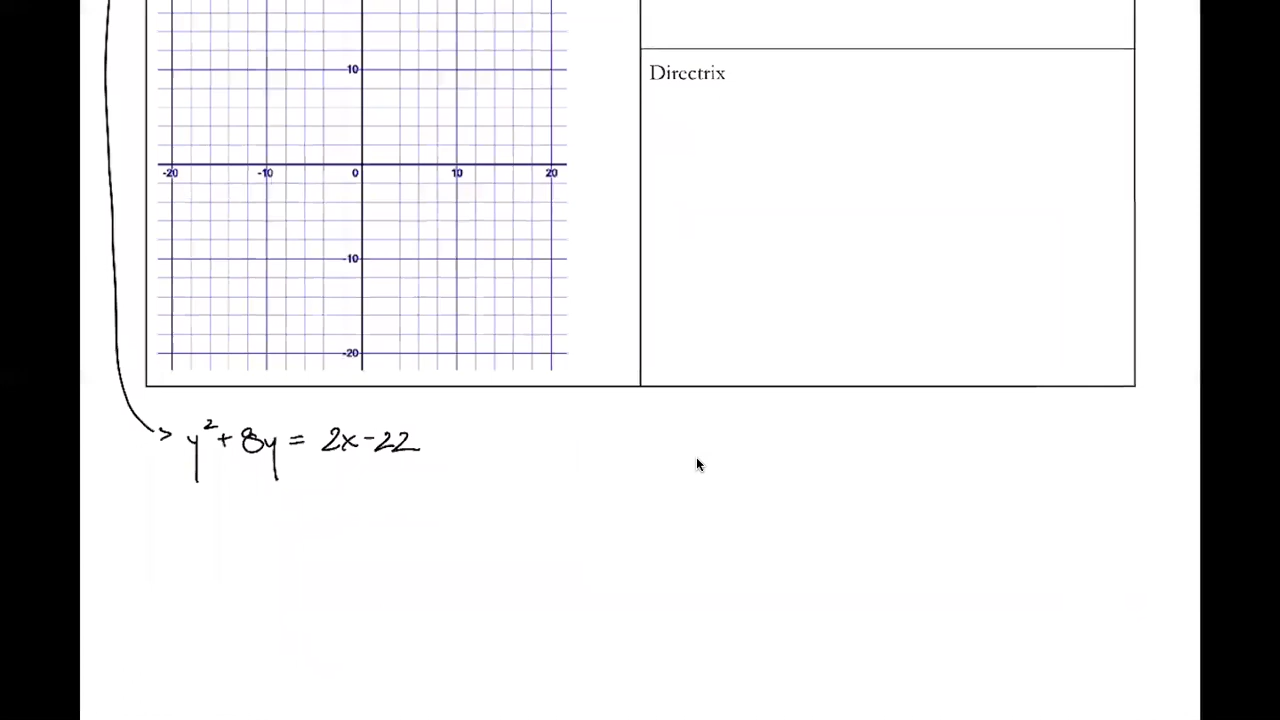 10
Directrix
-20 -10 0 10 20
-10
-20
> y² + 8y = 2x - 22